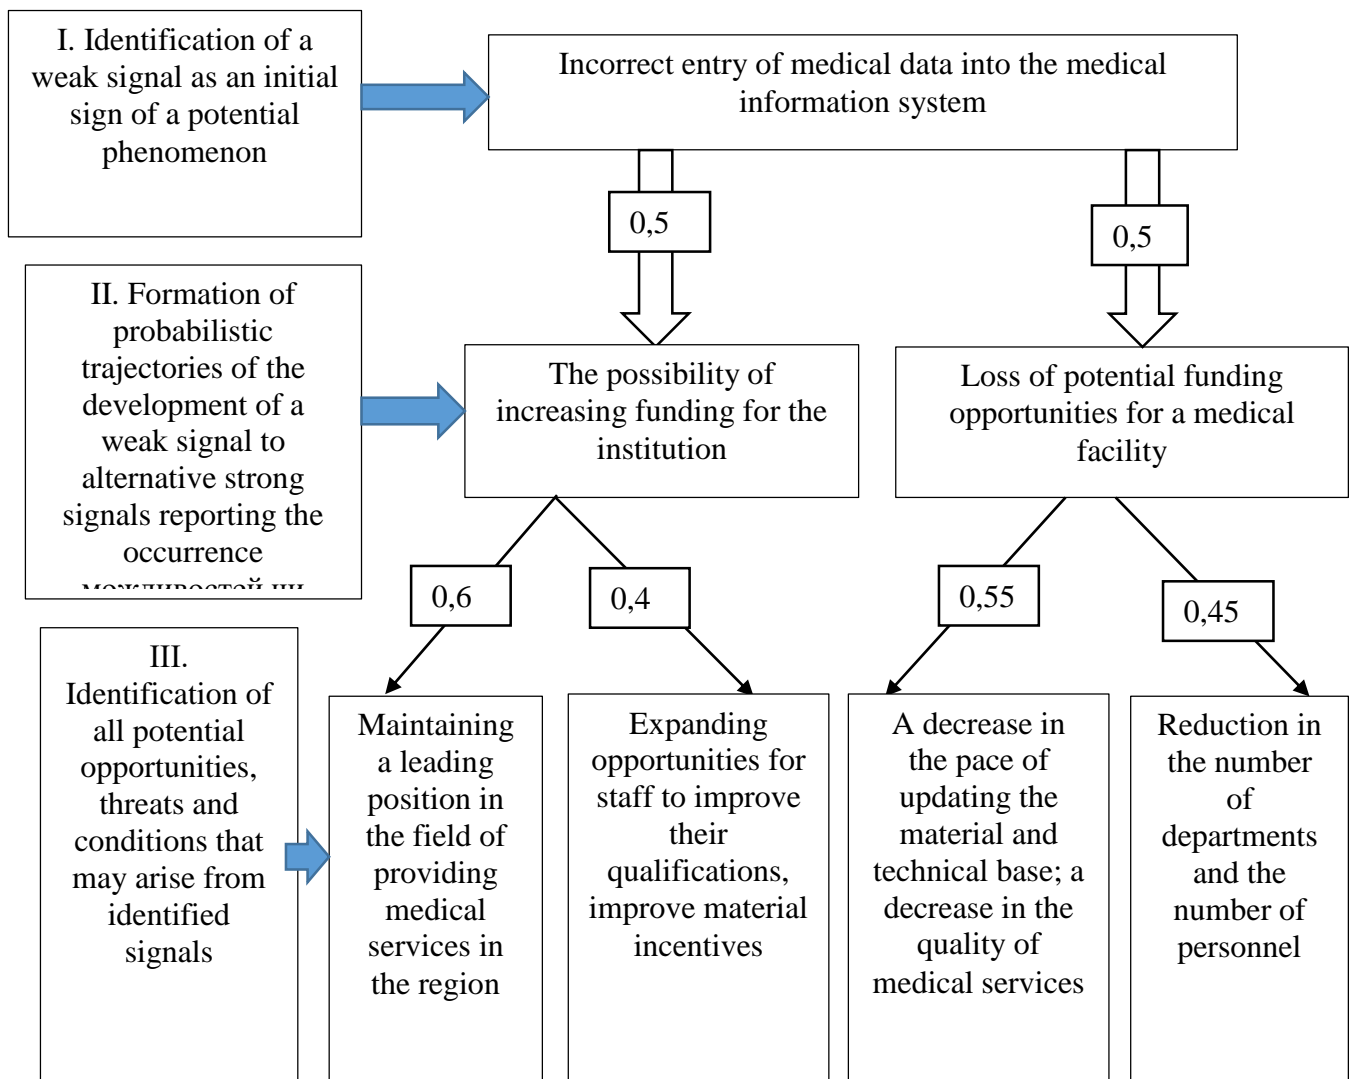 I. Identification of a
weak signal as an initial
sign of a potential
phenomenon
Incorrect entry of medical data into the medical
information system
0,5
0,5
II. Formation of
probabilistic
trajectories of the
development of a
weak signal to
alternative strong
signals reporting the
occurrence
The possibility of
increasing funding for the
institution
Loss of potential funding
opportunities for a medical
facility
0,6
0,4
0,55
0,45
III.
Identification of
all potential
opportunities,
threats and
conditions that
may arise from
identified
signals
Maintaining
a leading
position in
the field of
providing
medical
services in
the region
Expanding
opportunities for
staff to improve
their
qualifications,
improve material
incentives
A decrease in
the pace of
updating the
material and
technical base; a
decrease in the
quality of
medical services
Reduction in
the number
of
departments
and the
number of
personnel